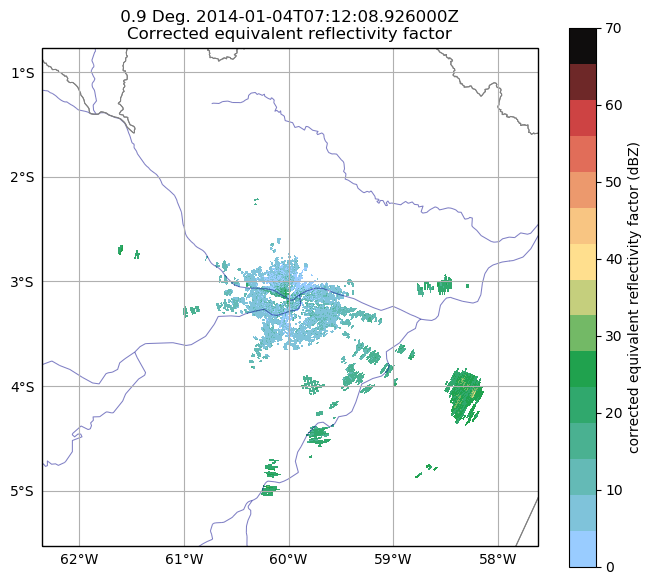 0.9 Deg. 2014-01-04T07:12:08.926000Z
Corrected equivalent reflectivity factor
1°S
2°S
3°S
4°S
5°S
62°W 61°W 60°W 59°W 58°W
70
60
50
40
30
20
10
0
corrected equivalent reflectivity factor (dBZ)